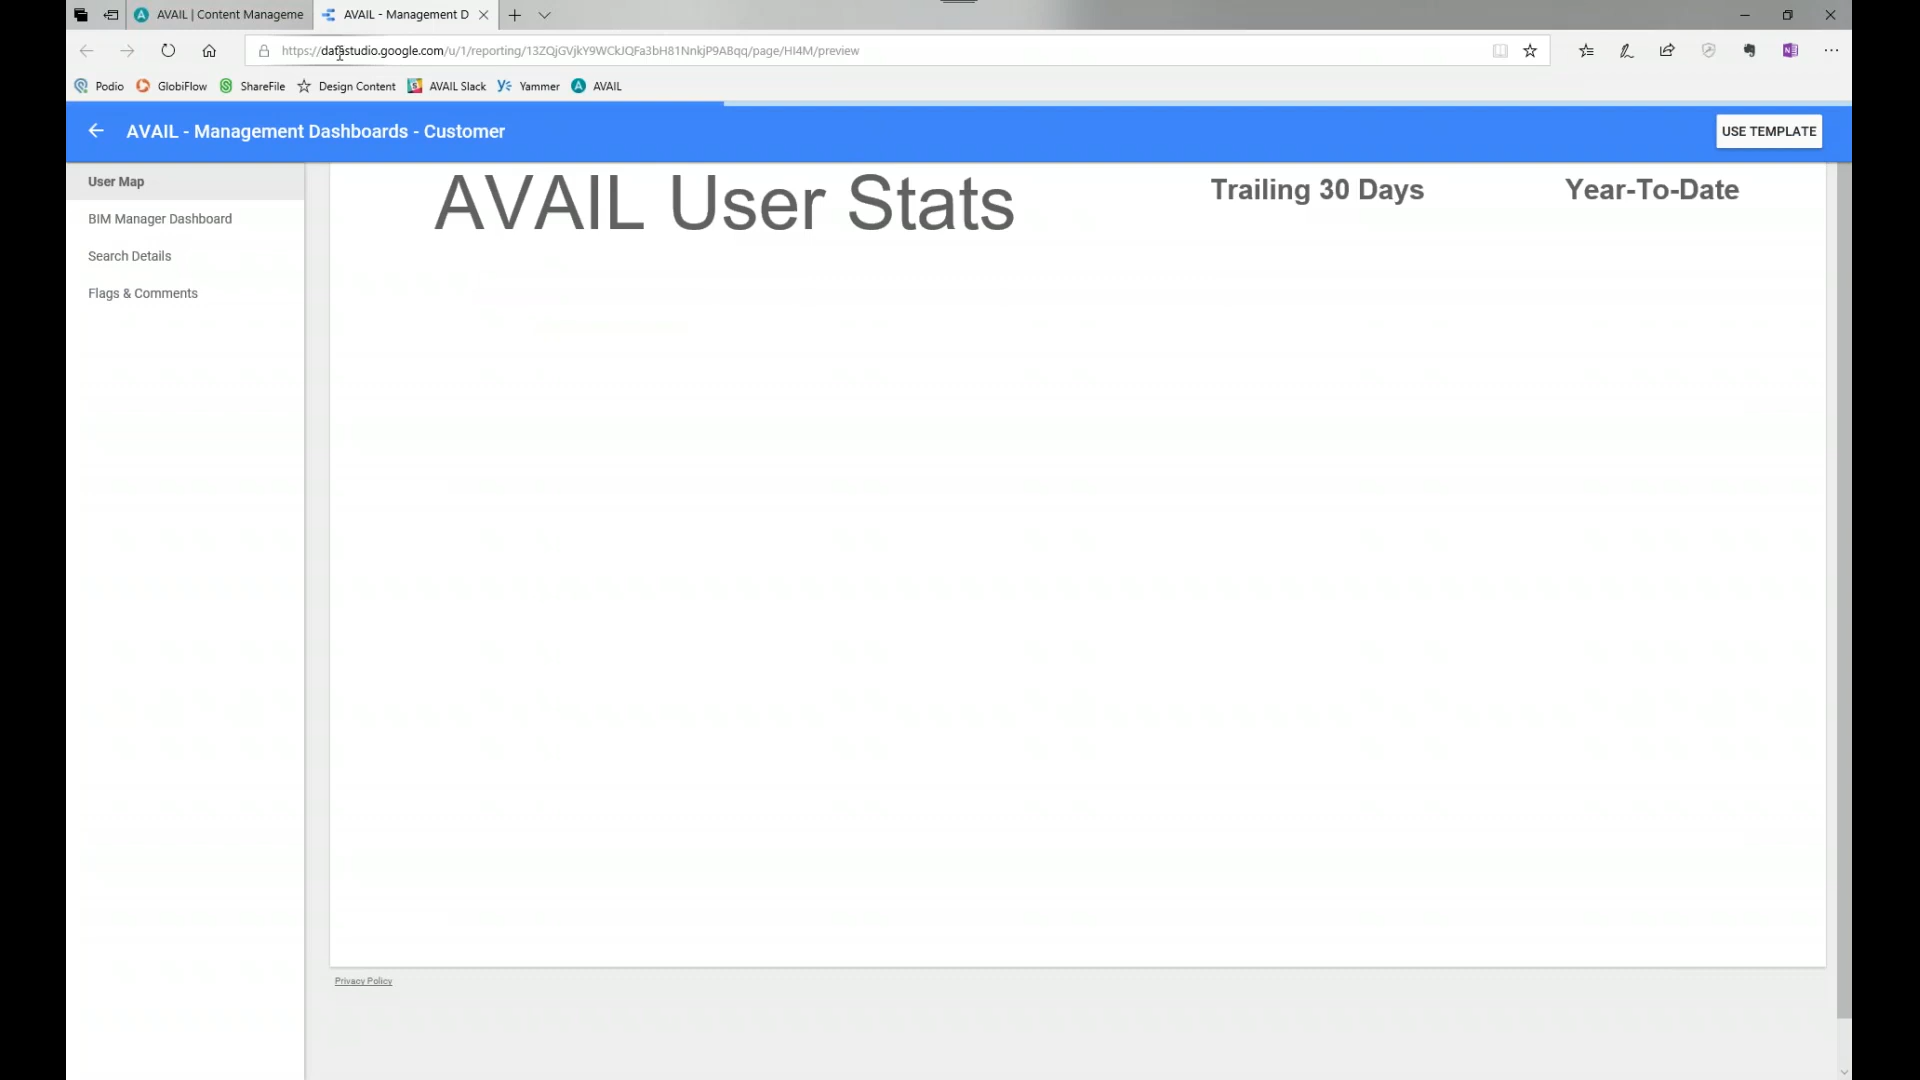 AVAIL | Content Manageme
AVAIL - Management D
https://datastudio.google.com/u/1/reporting/13ZQjGVjkY9WCkJQFa3bH81NnkjP9ABqq/page/HI4M/preview
Podio
GlobiFlow
ShareFile
Design Content
AVAIL Slack
Yammer
AVAIL
AVAIL - Management Dashboards - Customer
USE TEMPLATE
User Map
BIM Manager Dashboard
Search Details
Flags & Comments
AVAIL User Stats
Trailing 30 Days
Year-To-Date
Privacy Policy